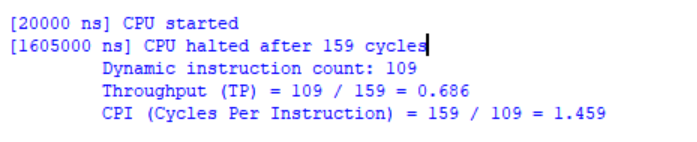 [20000 ns] CPU started
[1605000 ns] CPU halted after 159 cycles
Dynamic instruction count: 109
Throughput (TP) = 109 / 159 = 0.686
CPI (Cycles Per Instruction) = 159 / 109 = 1.459